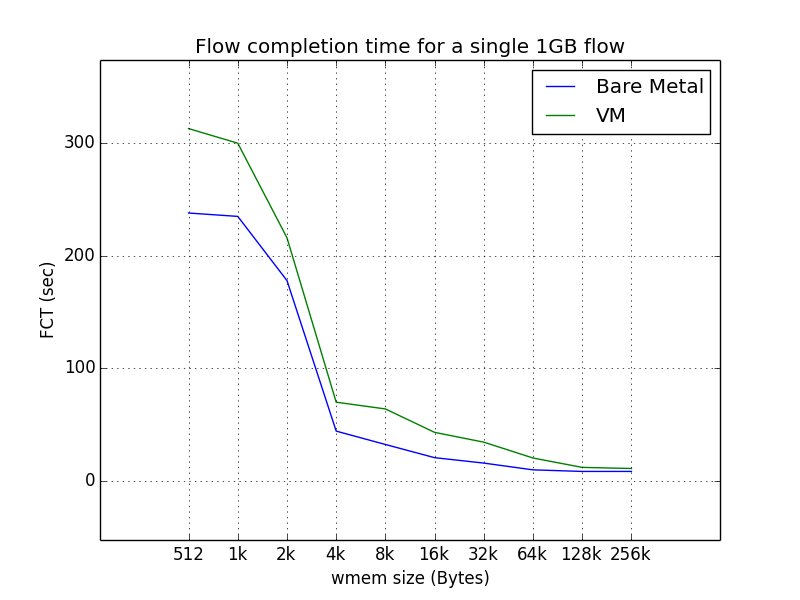 Flow completion time for a single 1GB flow
Bare Metal
VM
300
200
100
0
FCT (sec)
512 1k 2k 4k 8k 16k 32k 64k 128k 256k
wmem size (Bytes)